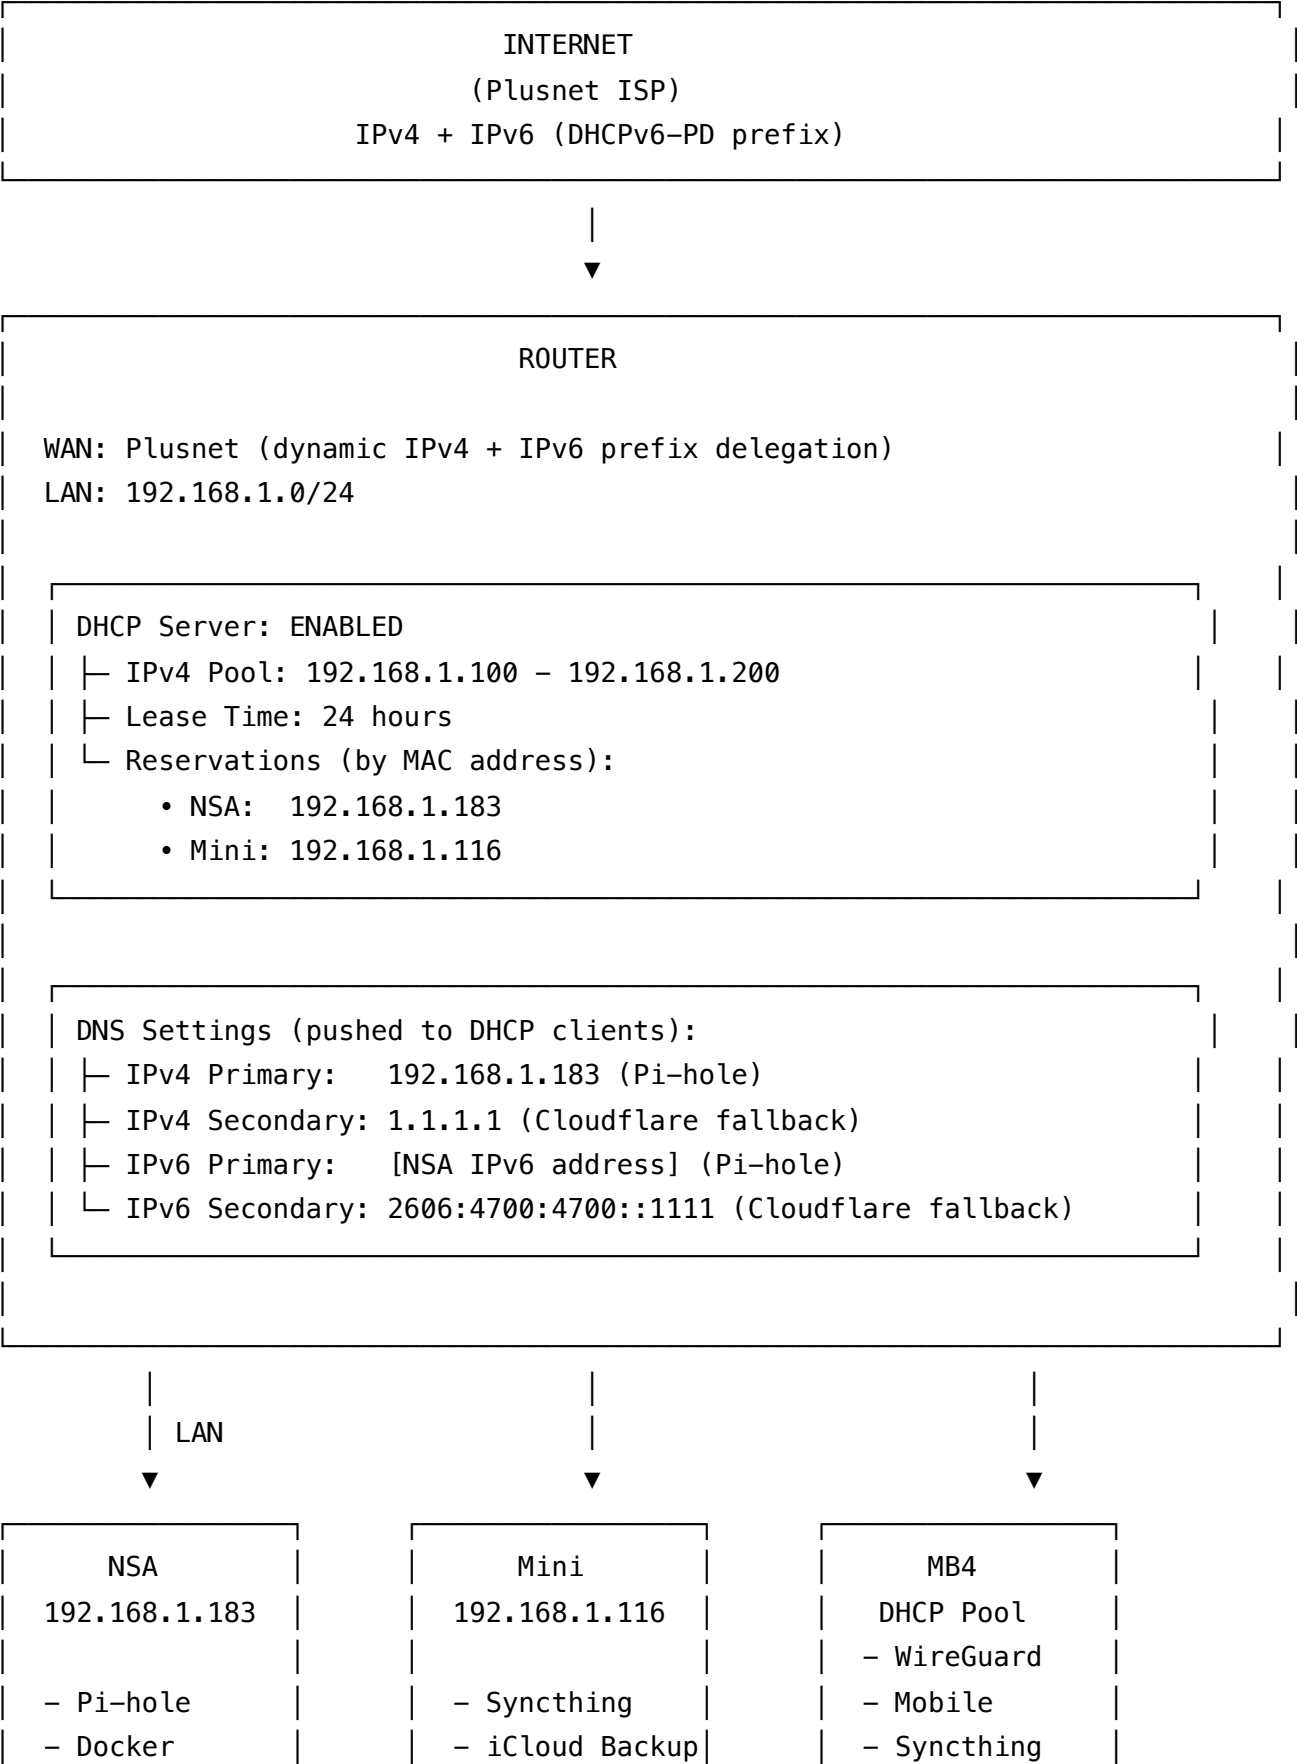 INTERNET
(Plusnet ISP)
IPv4 + IPv6 (DHCPv6-PD prefix)
ROUTER
WAN: Plusnet (dynamic IPv4 + IPv6 prefix delegation)
LAN: 192.168.1.0/24
DHCP Server: ENABLED
├─ IPv4 Pool: 192.168.1.100 - 192.168.1.200
├─ Lease Time: 24 hours
└─ Reservations (by MAC address):
• NSA:  192.168.1.183
• Mini: 192.168.1.116
DNS Settings (pushed to DHCP clients):
├─ IPv4 Primary:   192.168.1.183 (Pi-hole)
├─ IPv4 Secondary: 1.1.1.1 (Cloudflare fallback)
├─ IPv6 Primary:   [NSA IPv6 address] (Pi-hole)
└─ IPv6 Secondary: 2606:4700:4700::1111 (Cloudflare fallback)
LAN
NSA
192.168.1.183
- Pi-hole
- Docker
Mini
192.168.1.116
- Syncthing
- iCloud Backup
MB4
DHCP Pool
- WireGuard
- Mobile
- Syncthing